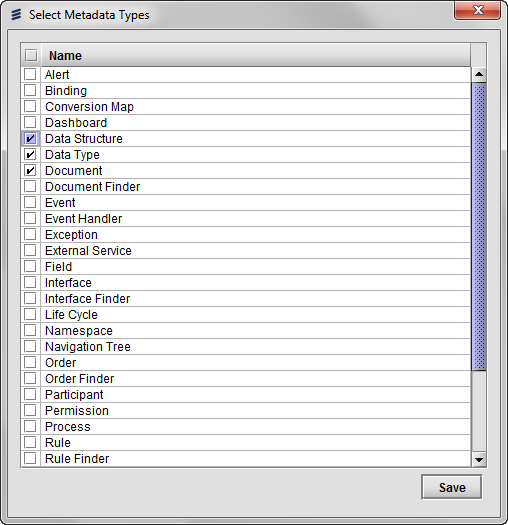 Select Metadata Types
Name
Alert
Binding
Conversion Map
Dashboard
Data Structure
Data Type
Document
Document Finder
Event
Event Handler
Exception
External Service
Field
Interface
Interface Finder
Life Cycle
Namespace
Navigation Tree
Order
Order Finder
Participant
Permission
Process
Rule
Rule Finder
Save